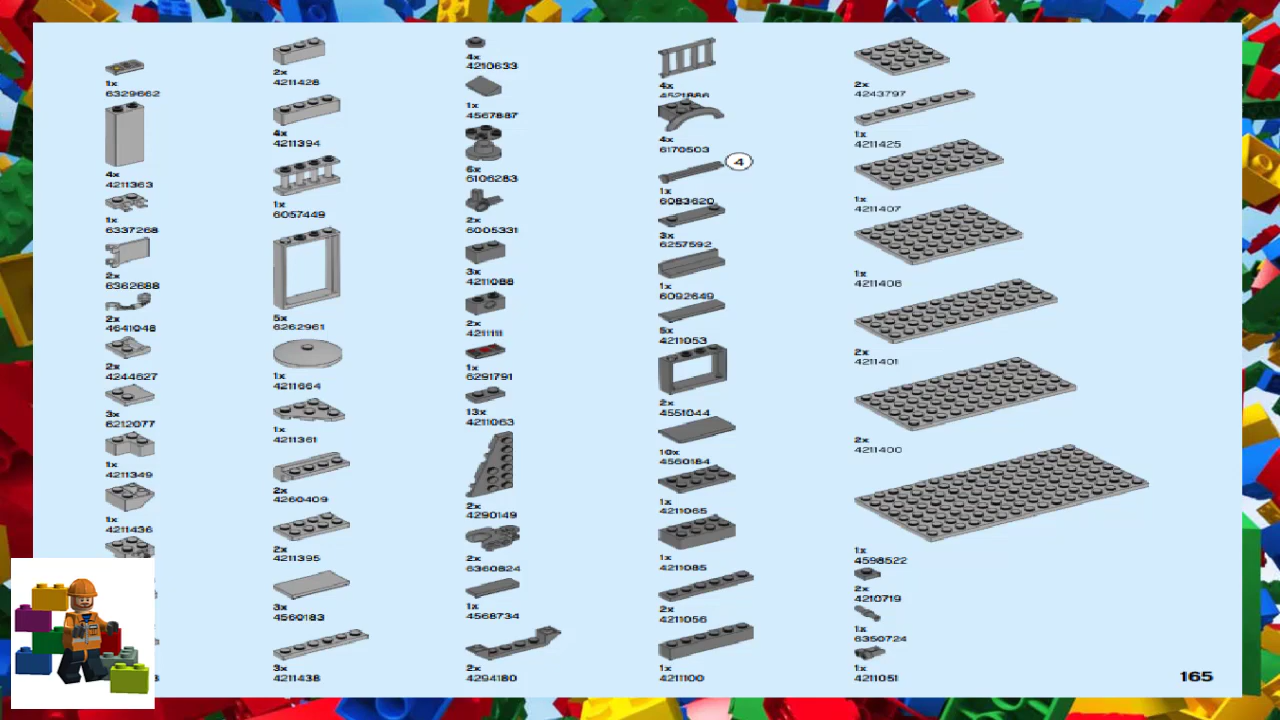 1x
6329662
4x
4211363
1x
6337268
2x
6362688
2x
4641048
2x
4244627
3x
6212077
1x
4211349
1x
4211436
2x
4211428
4x
4211394
1x
6057449
5x
6262961
1x
4211664
1x
4211361
2x
4260409
2x
4211395
3x
4560183
3x
4211438
4x
4210633
1x
4567887
6x
6106283
2x
6005331
3x
4211088
2x
4211111
1x
6291791
13x
4211063
2x
4290149
2x
6360824
1x
4568734
2x
4294180
4x
4x
6170503
4
1x
6083620
3x
6257592
1x
6092649
5x
4211053
2x
4551044
10x
4560184
1x
4211065
1x
4211085
2x
4211056
1x
4211100
2x
4243797
1x
4211425
1x
4211407
1x
4211406
2x
4211401
2x
4211400
1x
4598522
2x
4210719
1x
6350724
1x
4211051
165